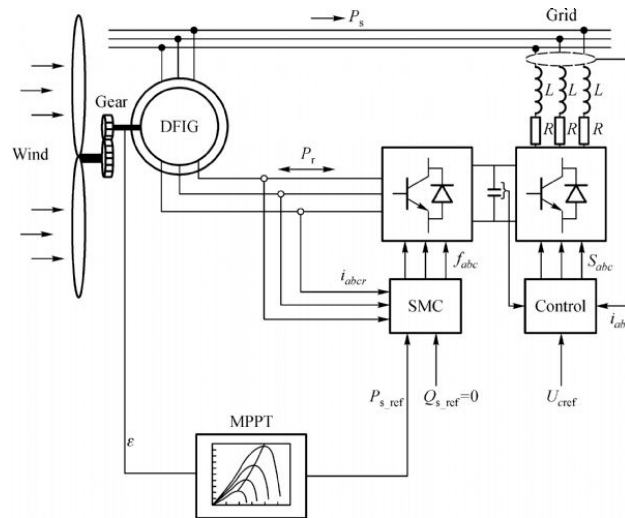 P_s
Grid
Gear
L L L
DFIG
R R R
Wind
P_r
f_abc
S_abc
i_abcr
SMC
Control
i_ab
P_s_ref
Q_s_ref=0
U_cref
MPPT
ε